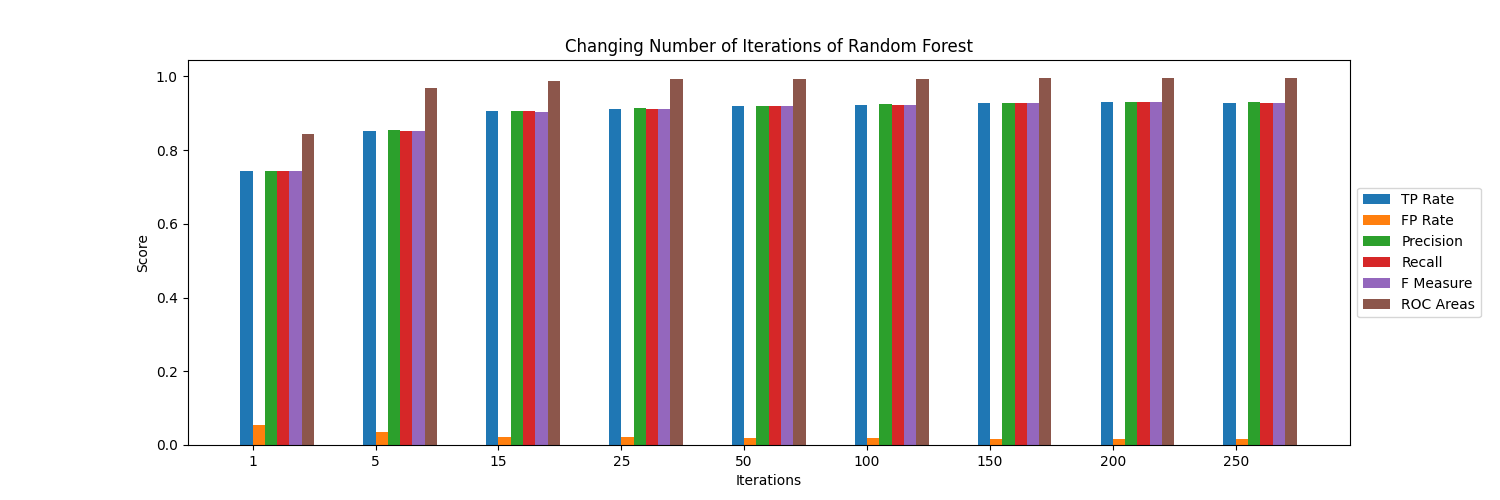 Changing Number of Iterations of Random Forest
1.0
0.8
0.6
0.4
0.2
0.0
Score
1 5 15 25 50 100 150 200 250
Iterations
TP Rate
FP Rate
Precision
Recall
F Measure
ROC Areas